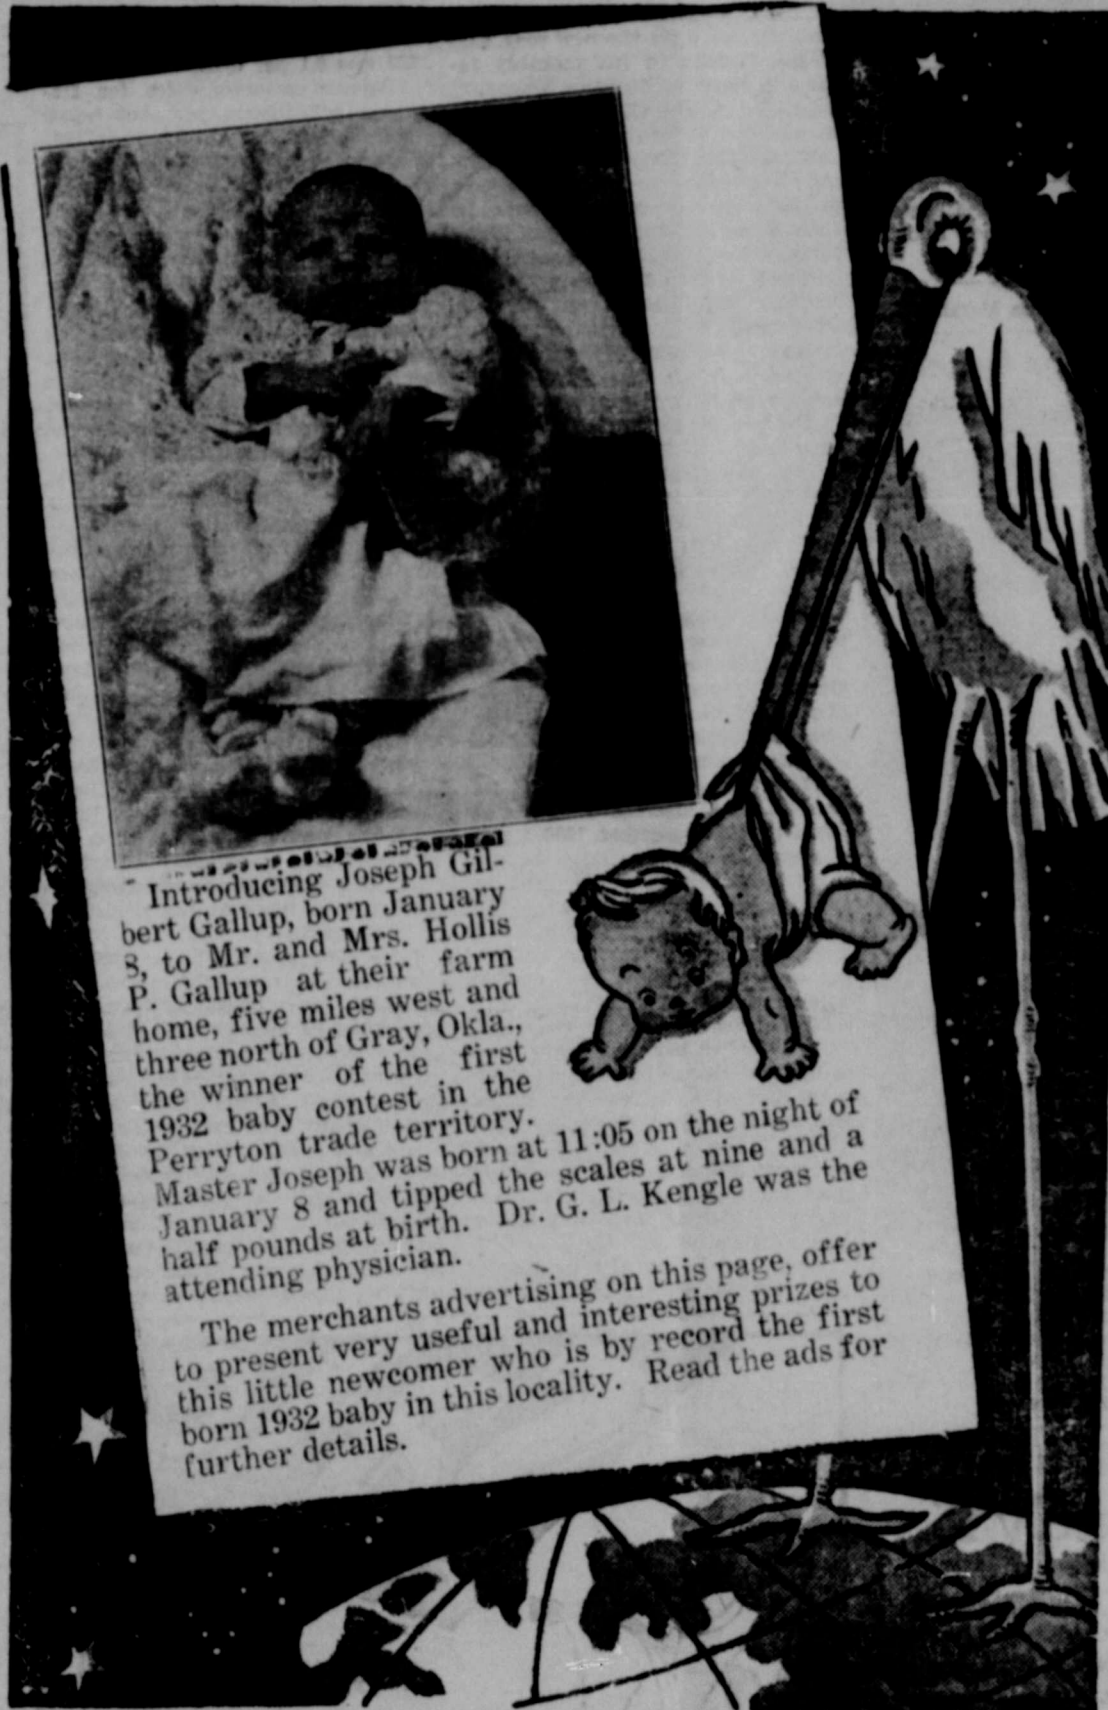 Introducing Joseph Gil-
bert Gallup, born January
8, to Mr. and Mrs. Hollis
P. Gallup at their farm
home, five miles west and
three north of Gray, Okla.,
the winner of the first
1932 baby contest in the
Perryton trade territory.
Master Joseph was born at 11:05 on the night of
January 8 and tipped the scales at nine and a
half pounds at birth. Dr. G. L. Kengle was the
attending physician.
The merchants advertising on this page, offer
to present very useful and interesting prizes to
this little newcomer who is by record the first
born 1932 baby in this locality. Read the ads for
further details.